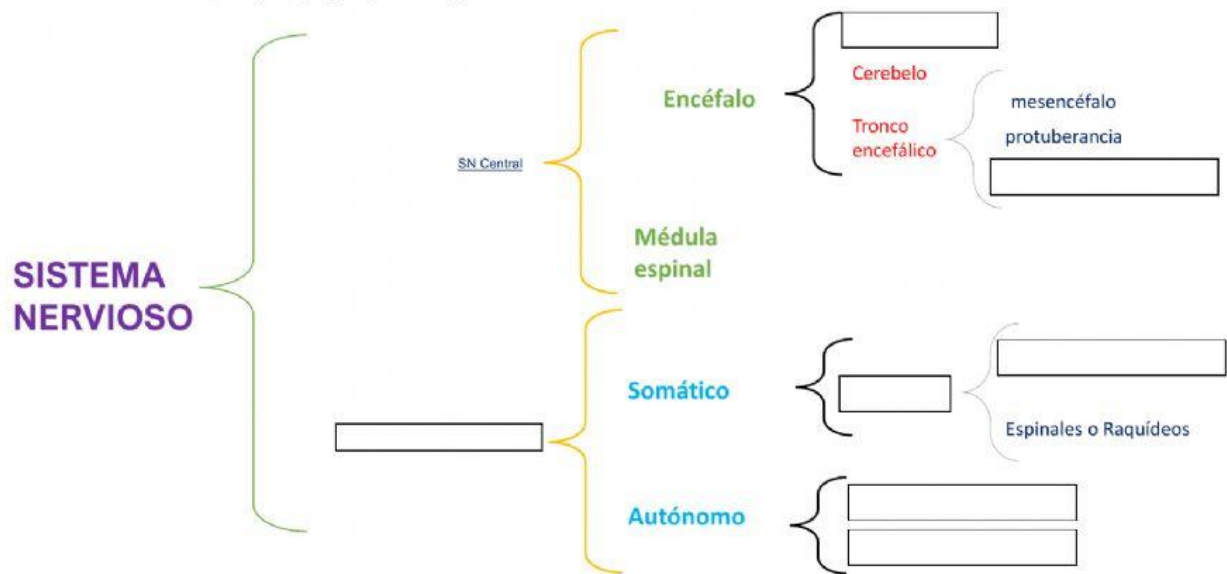 Encéfalo
Cerebelo
Tronco
encefálico
mesencéfalo
protuberancia
SN Central
Médula
espinal
SISTEMA
NERVIOSO
Somático
Espinales o Raquídeos
Autónomo